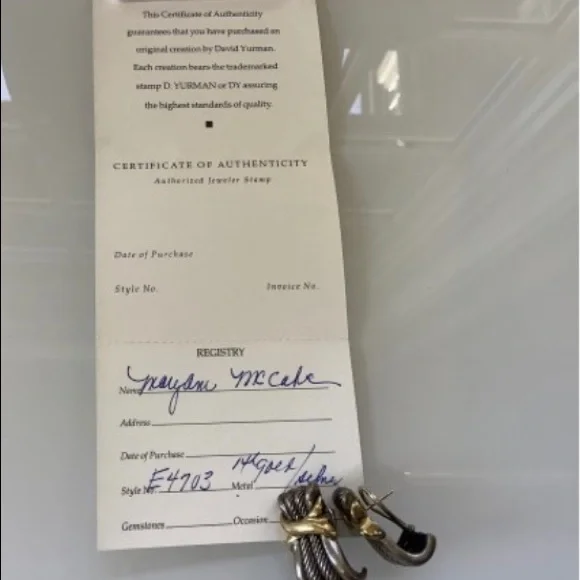 This Certificate of Authenticity
guarantees that you have purchased an
original creation by David Yurman.
Each creation bears the trademarked
stamp D. YURMAN or DY assuring
the highest standards of quality.
CERTIFICATE OF AUTHENTICITY
Authorized Jeweler Stamp
Date of Purchase
Style No. Invoice No.
REGISTRY
Name McCabe
Address
Date of Purchase
Style No. E4703 Metal 14k gold/silver
Gemstones Occasion